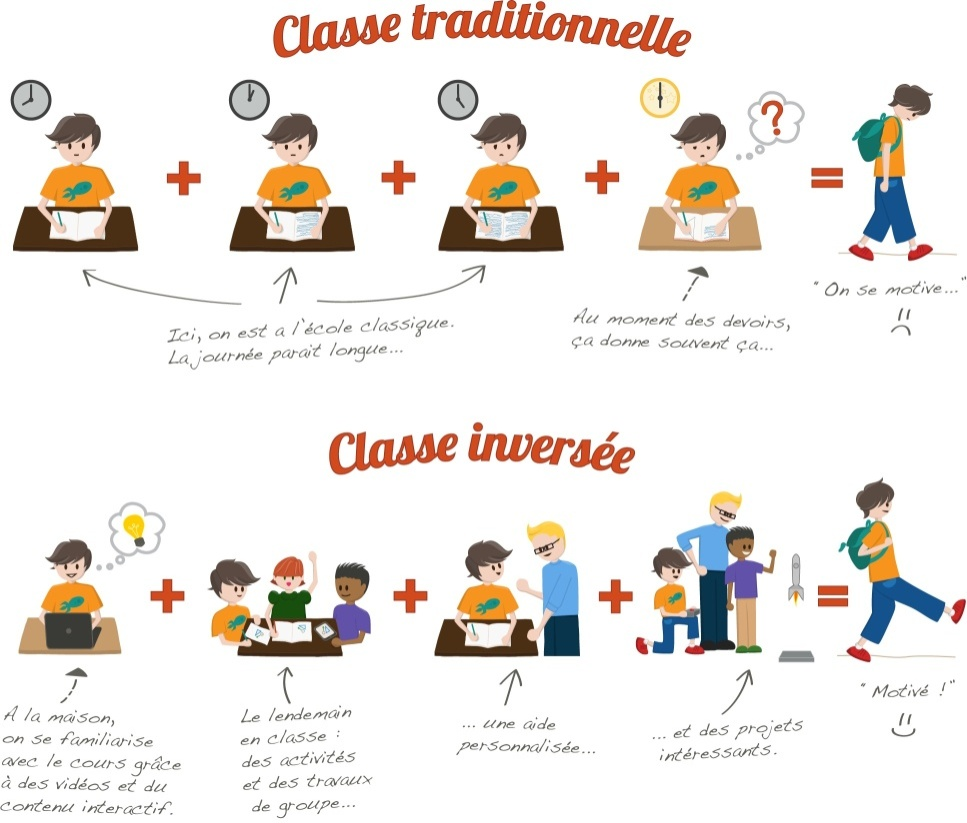 Classe traditionnelle
?
Ici, on est a l'école classique.
La journée parait longue...
Au moment des devoirs,
ça donne souvent ça...
"On se motive..."
Classe inversée
A la maison,
on se familiarise
avec le cours grâce
à des vidéos et du
contenu interactif.
Le lendemain
en classe :
des activités
et des travaux
de groupe...
... une aide
personnalisée...
... et des projets
intéressants.
"Motivé !"